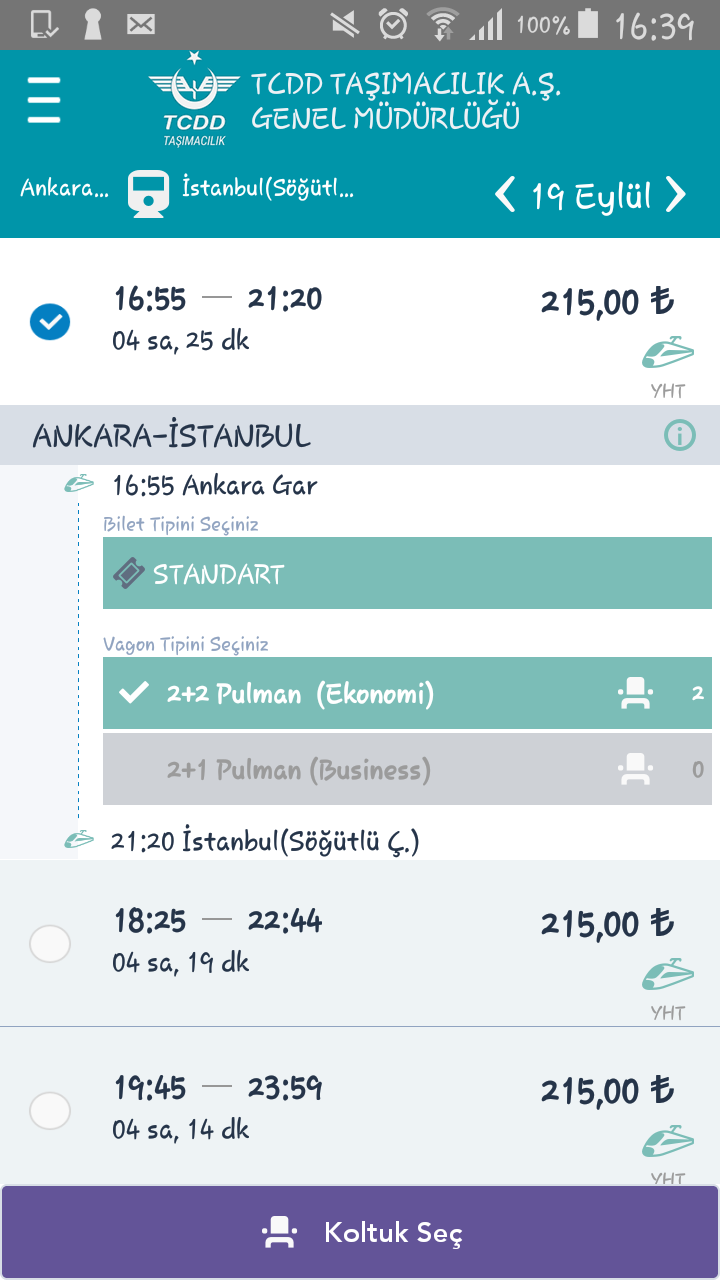 100% 16:39
TCDD TAŞIMACILIK A.Ş.
GENEL MÜDÜRLÜĞÜ
TCDD
TAŞIMACILIK
Ankara... İstanbul(Söğütl... 19 Eylül
16:55 — 21:20 215,00 ₺
04 sa, 25 dk
YHT
ANKARA-İSTANBUL
16:55 Ankara Gar
Bilet Tipini Seçiniz
STANDART
Vagon Tipini Seçiniz
2+2 Pulman (Ekonomi) 2
2+1 Pulman (Business) 0
21:20 İstanbul(Söğütlü Ç.)
18:25 — 22:44 215,00 ₺
04 sa, 19 dk
YHT
19:45 — 23:59 215,00 ₺
04 sa, 14 dk
YHT
Koltuk Seç